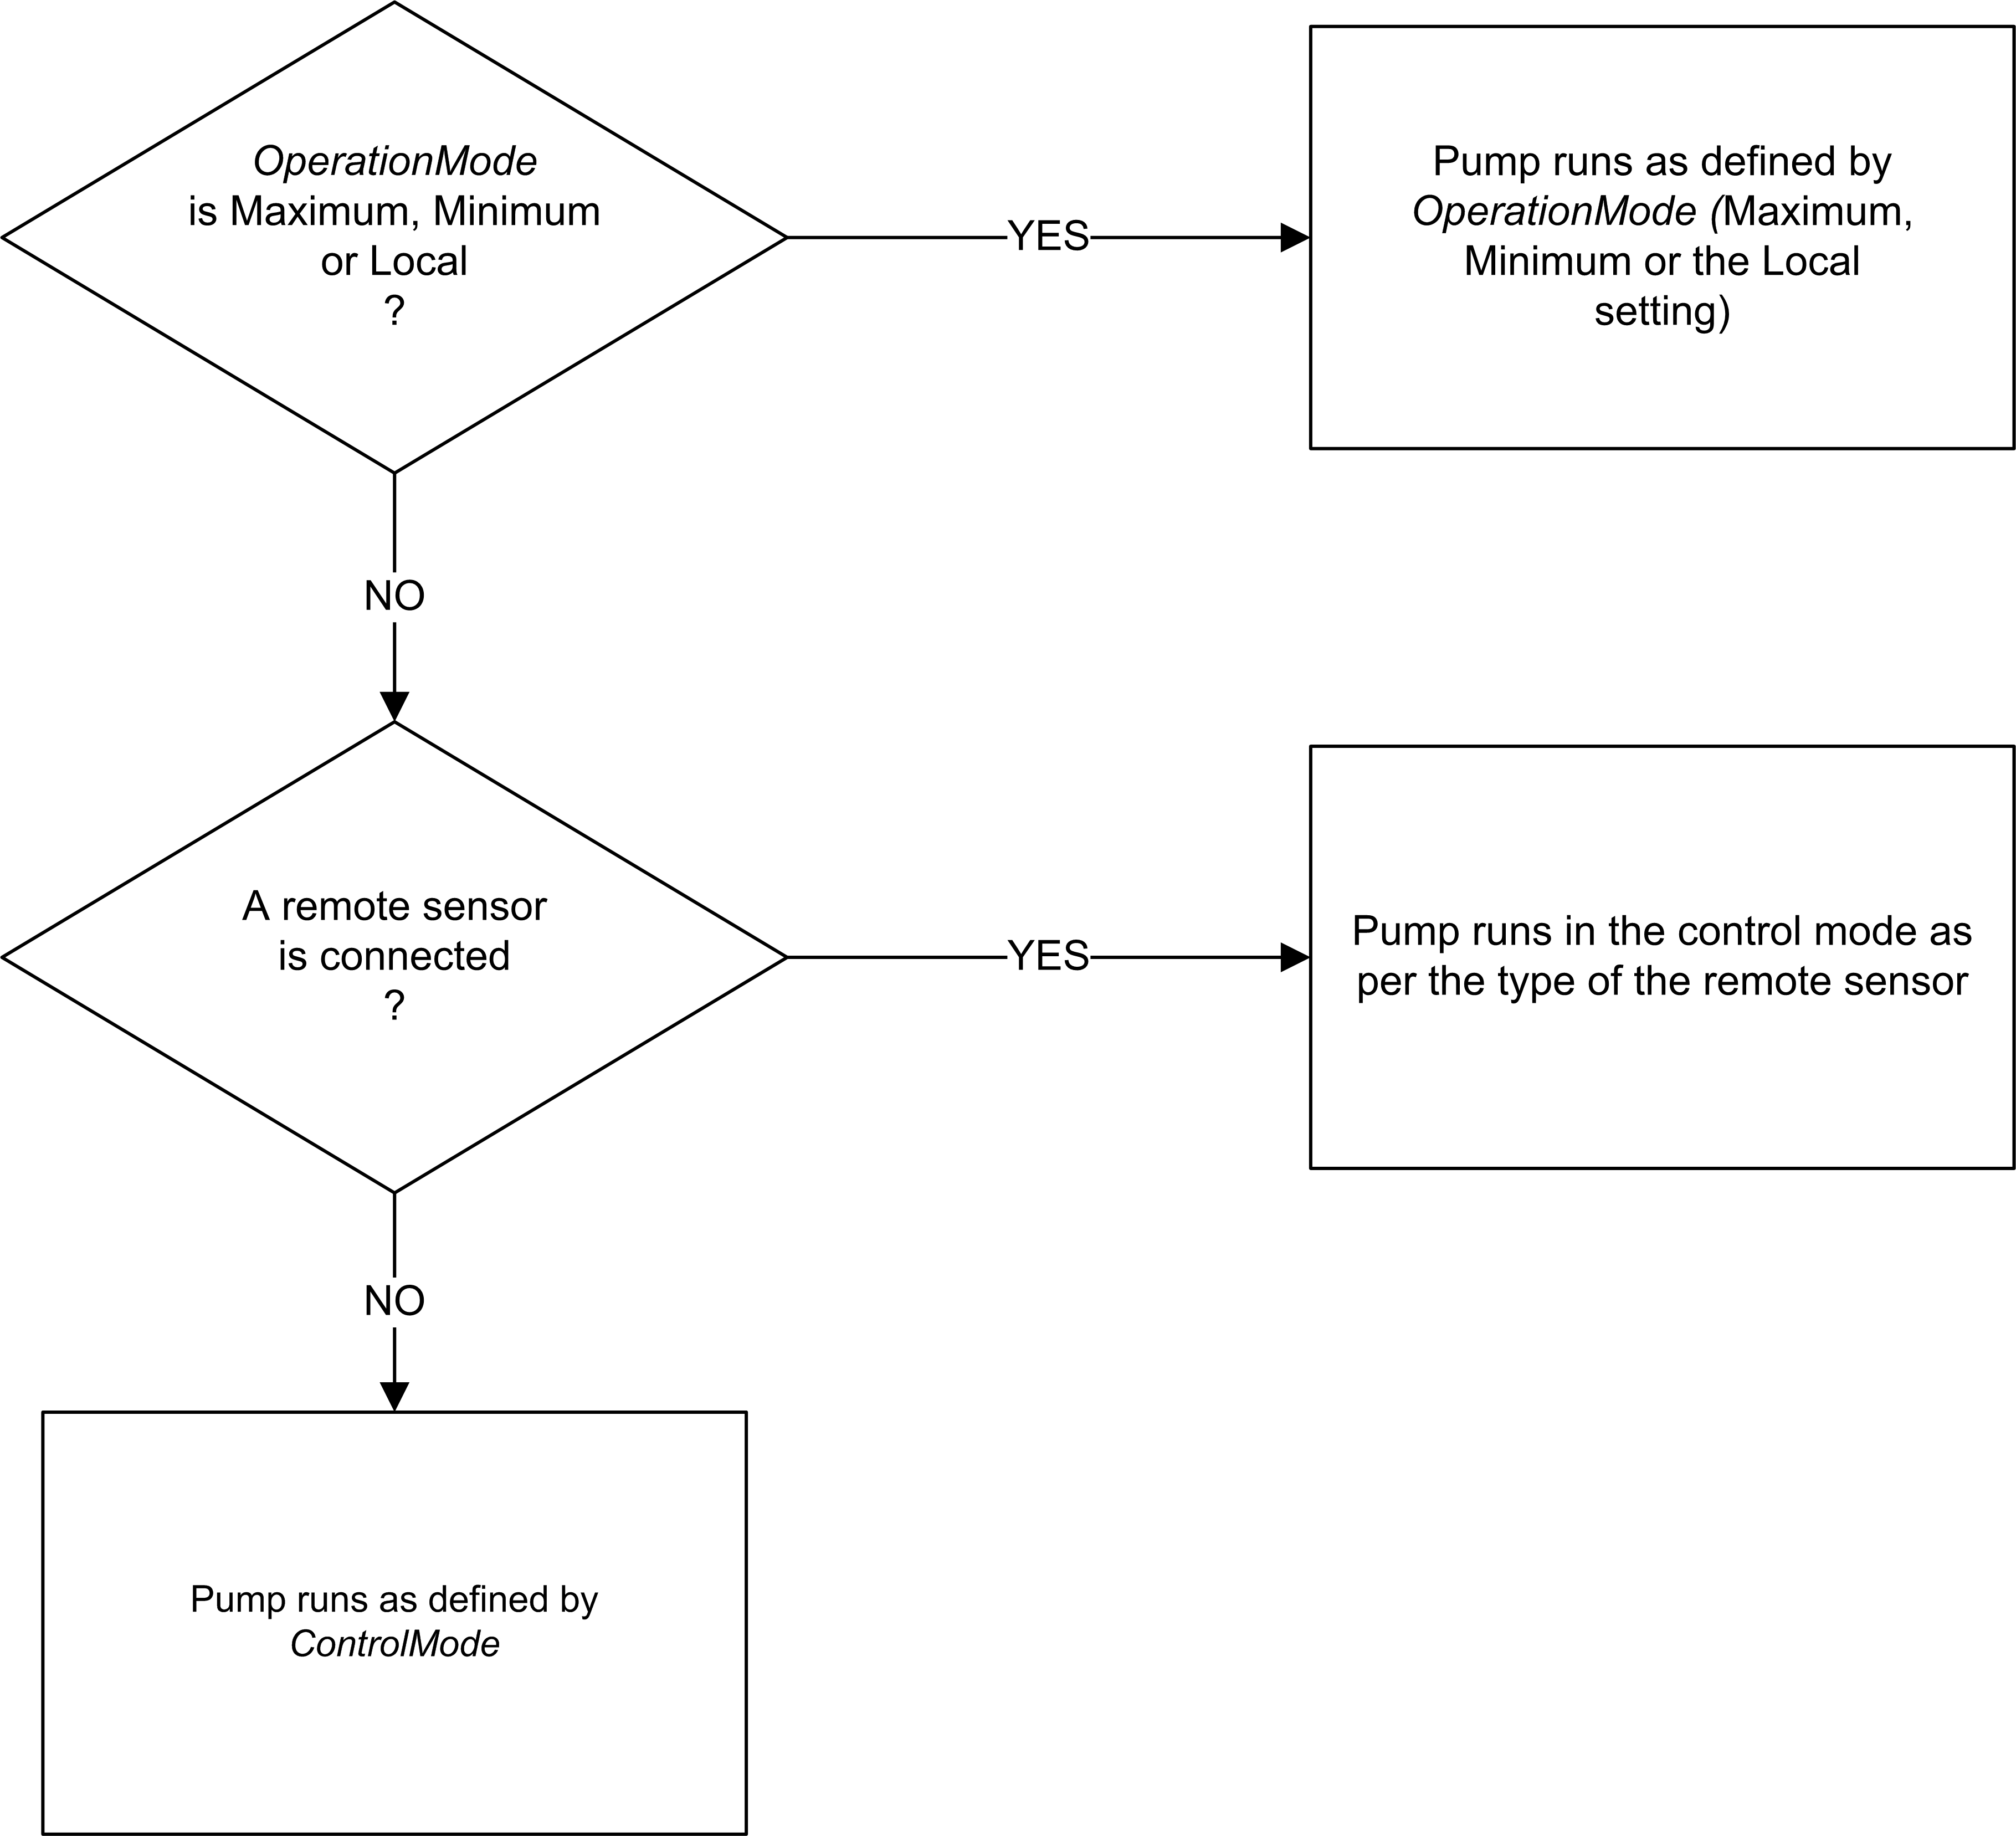 OperationMode
is Maximum, Minimum
or Local
?
YES
Pump runs as defined by
OperationMode (Maximum,
Minimum or the Local
setting)
NO
A remote sensor
is connected
?
YES
Pump runs in the control mode as
per the type of the remote sensor
NO
Pump runs as defined by
ControlMode